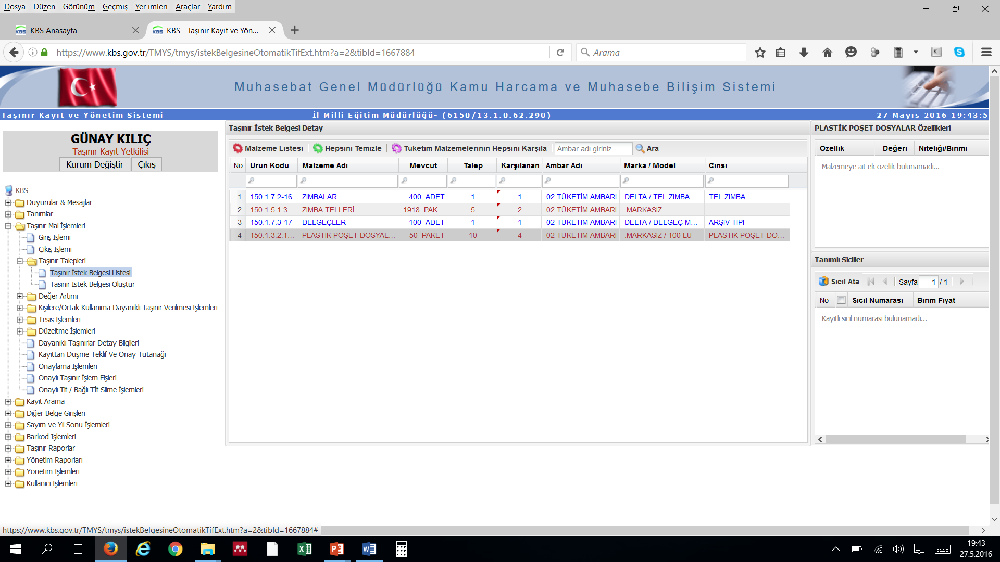 Dosya Düzen Görünüm Geçmiş Yer imleri Araçlar Yardım
KBS Anasayfa
KBS - Taşınır Kayıt ve Yön...
https://www.kbs.gov.tr/TMYS/tmys/istekBelgesineOtomatikTifExt.htm?a=2&tibId=1667884
Arama
Muhasebat Genel Müdürlüğü Kamu Harcama ve Muhasebe Bilişim Sistemi
Taşınır Kayıt ve Yönetim Sistemi
İl Milli Eğitim Müdürlüğü- (6150/13.1.0.62.290)
27 Mayıs 2016 19:43:5
GÜNAY KILIÇ
Taşınır Kayıt Yetkilisi
Kurum Değiştir Çıkış
KBS
Duyurular & Mesajlar
Tanımlar
Taşınır Mal İşlemleri
Giriş İşlemi
Çıkış İşlemi
Taşınır Talepleri
Taşınır İstek Belgesi Listesi
Tasinir Istek Belgesi Oluştur
Değer Artımı
Kişilere/Ortak Kullanıma Dayanıklı Taşınır Verilmesi İşlemleri
Tesis İşlemleri
Düzeltme İşlemleri
Dayanıklı Taşınırlar Detay Bilgileri
Kayıttan Düşme Teklif Ve Onay Tutanağı
Onaylama İşlemleri
Onaylı Taşınır İşlem Fişleri
Onaylı Tif / Bağlı Tİf Silme İşlemleri
Kayıt Arama
Diğer Belge Girişleri
Sayım ve Yıl Sonu İşlemleri
Barkod İşlemleri
Taşınır Raporlar
Yönetim Raporları
Yönetim İşlemleri
Kullanıcı İşlemleri
Taşınır İstek Belgesi Detay
Malzeme Listesi Hepsini Temizle Tüketim Malzemelerinin Hepsini Karşıla Ambar adı giriniz... Ara
No Ürün Kodu Malzeme Adı Mevcut Talep Karşılanan Ambar Adı Marka / Model Cinsi
1 150.1.7.2-16 ZIMBALAR 400 ADET 1 1 02 TÜKETİM AMBARI DELTA / TEL ZIMBA TEL ZIMBA
2 150.1.5.1.3... ZIMBA TELLERİ 1918 PAK... 5 2 02 TÜKETİM AMBARI .MARKASIZ
3 150.1.7.3-17 DELGEÇLER 100 ADET 1 1 02 TÜKETİM AMBARI DELTA / DELGEÇ M... ARŞİV TİPİ
4 150.1.3.2.1... PLASTİK POŞET DOSYAL... 50 PAKET 10 4 02 TÜKETİM AMBARI .MARKASIZ / 100 LÜ PLASTİK POŞET DO...
PLASTİK POŞET DOSYALAR Özellikleri
Özellik Değeri Niteliği/Birimi
Malzemeye ait ek özellik bulunamadı...
Tanımlı Siciller
Sicil Ata Sayfa 1 / 1
No Sicil Numarası Birim Fiyat
Kayıtlı sicil numarası bulunamadı...
https://www.kbs.gov.tr/TMYS/tmys/istekBelgesineOtomatikTifExt.htm?a=2&tibId=1667884#
19:43
27.5.2016